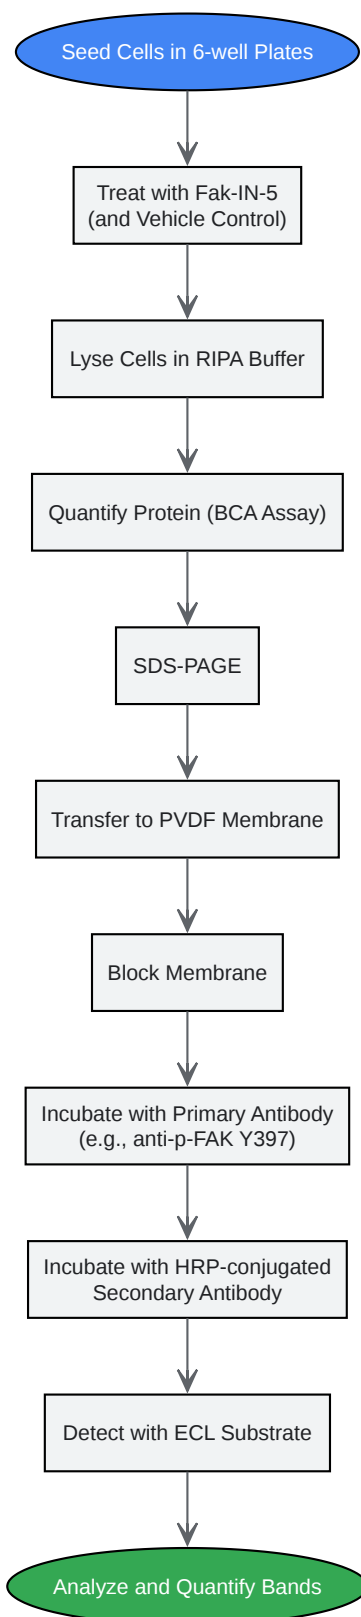 Seed Cells in 6-well Plates
Treat with Fak-IN-5
(and Vehicle Control)
Lyse Cells in RIPA Buffer
Quantify Protein (BCA Assay)
SDS-PAGE
Transfer to PVDF Membrane
Block Membrane
Incubate with Primary Antibody
(e.g., anti-p-FAK Y397)
Incubate with HRP-conjugated
Secondary Antibody
Detect with ECL Substrate
Analyze and Quantify Bands